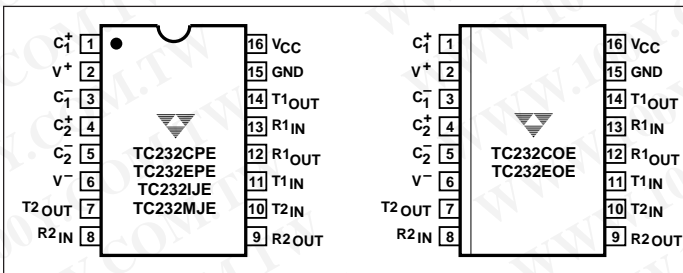 C1+ 1 16 VCC
V+ 2 15 GND
C1− 3 14 T1OUT
C2+ 4 13 R1IN
C2− 5 12 R1OUT
V− 6 11 T1IN
T2OUT 7 10 T2IN
R2IN 8 9 R2OUT
TC232CPE
TC232EPE
TC232IJE
TC232MJE
C1+ 1 16 VCC
V+ 2 15 GND
C1− 3 14 T1OUT
C2+ 4 13 R1IN
C2− 5 12 R1OUT
V− 6 11 T1IN
T2OUT 7 10 T2IN
R2IN 8 9 R2OUT
TC232COE
TC232EOE